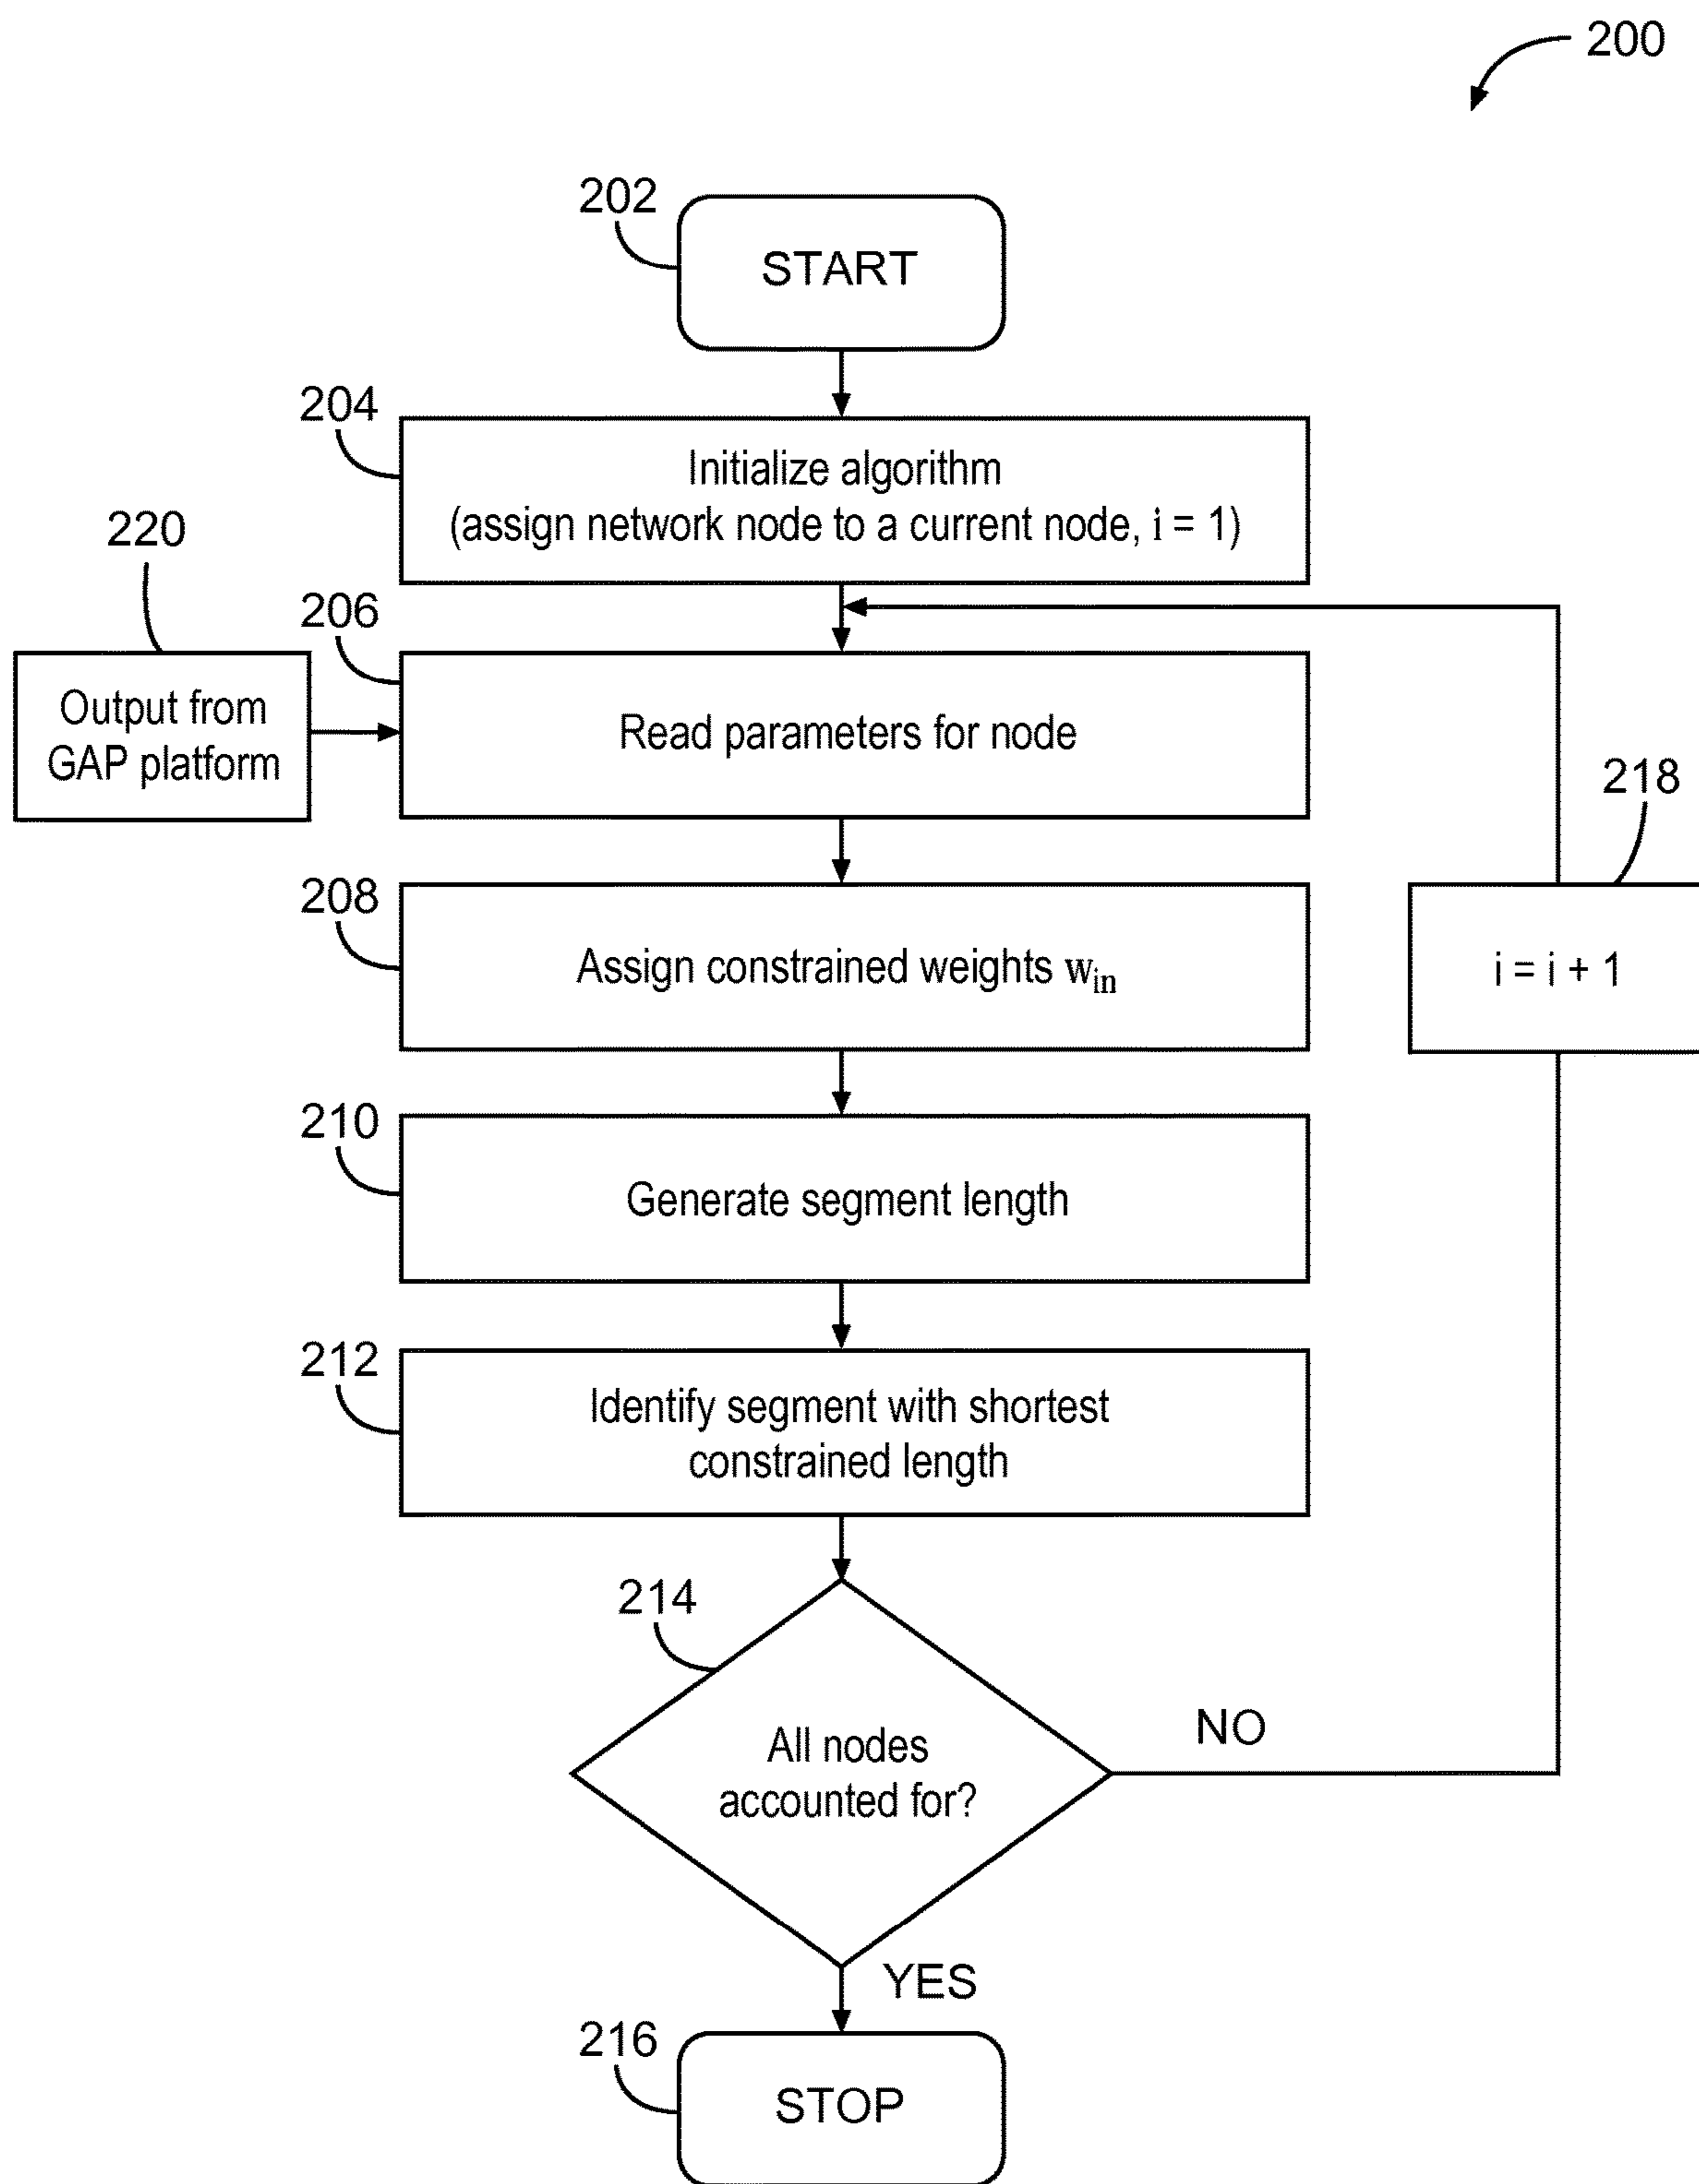 200
202
START
204
Initialize algorithm
(assign network node to a current node, i = 1)
220
206
Output from
GAP platform
Read parameters for node
218
208
Assign constrained weights win
i = i + 1
210
Generate segment length
212
Identify segment with shortest
constrained length
214
All nodes
accounted for?
NO
YES
216
STOP